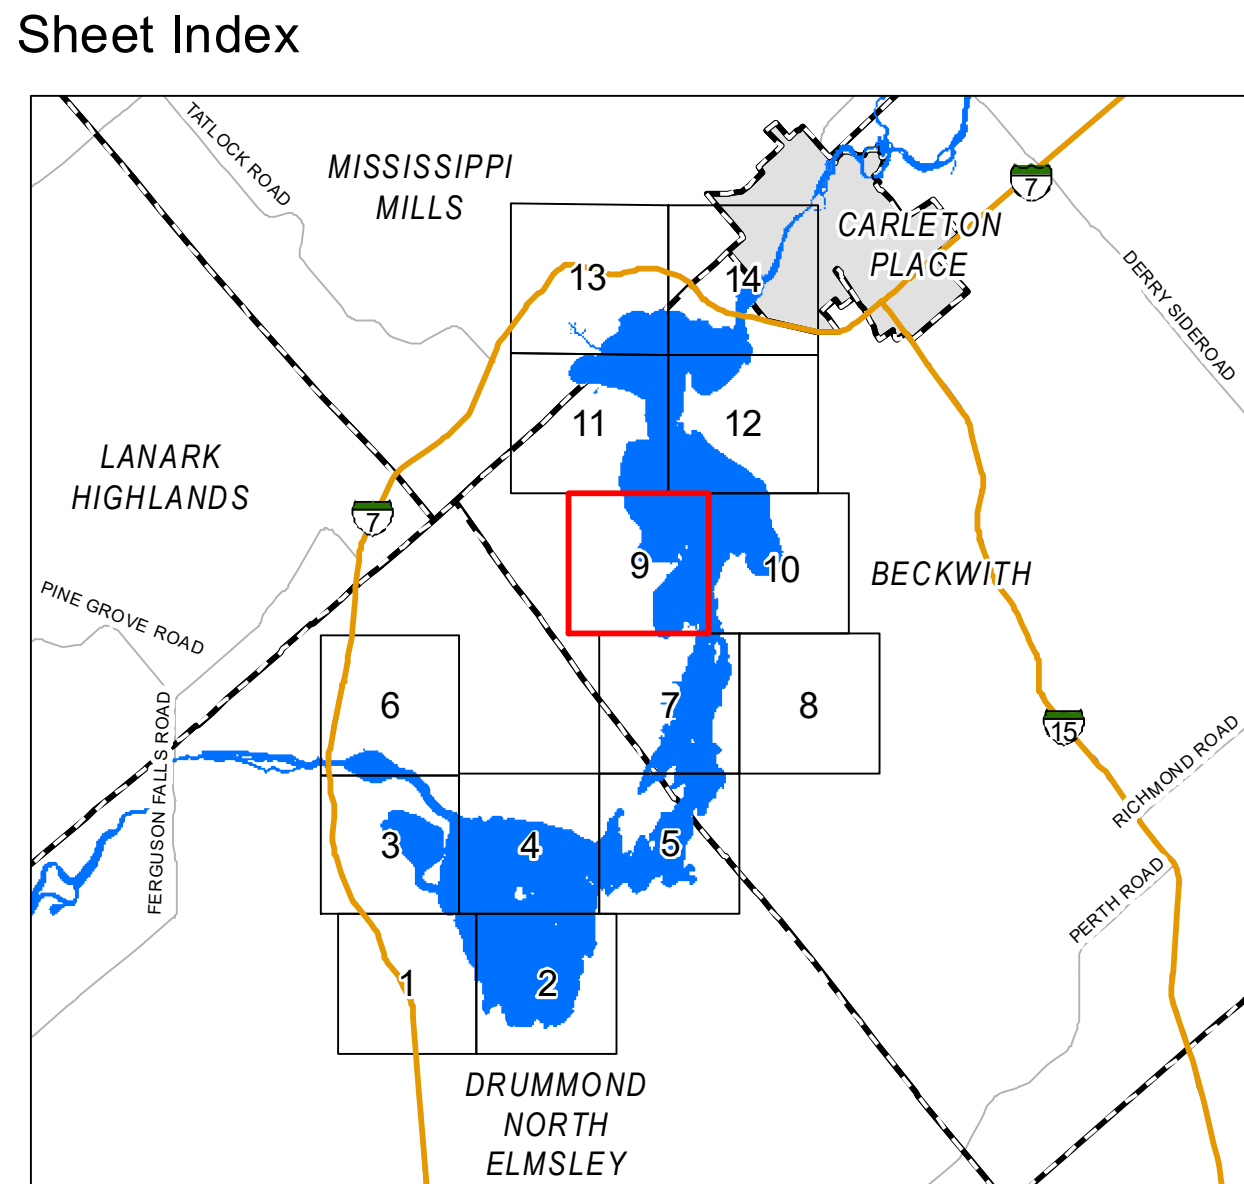 Sheet Index
TATLOCK ROAD
MISSISSIPPI
MILLS
7
CARLETON
PLACE
DERRY SIDEROAD
13
14
11
12
LANARK
HIGHLANDS
7
9
10
BECKWITH
PINE GROVE ROAD
6
7
8
15
FERGUSON FALLS ROAD
RICHMOND ROAD
3
4
5
PERTH ROAD
1
2
DRUMMOND
NORTH
ELMSLEY